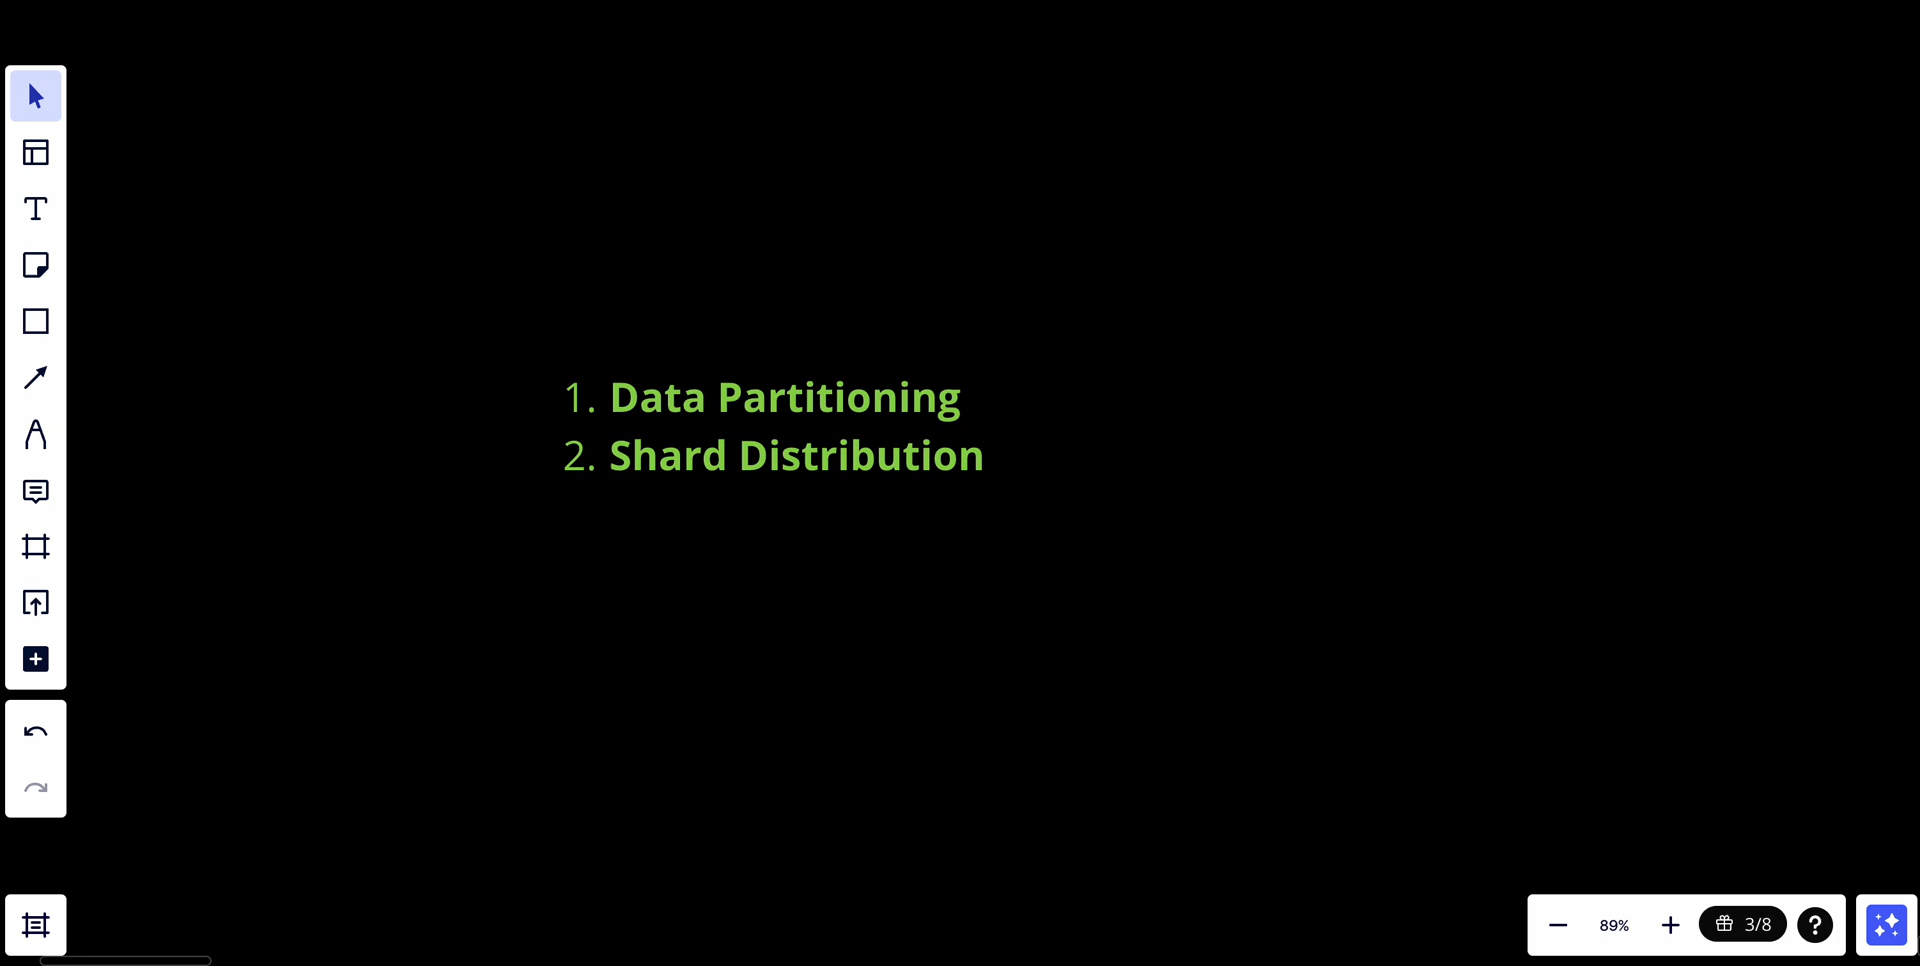 1. Data Partitioning
2. Shard Distribution
89%
3/8
?